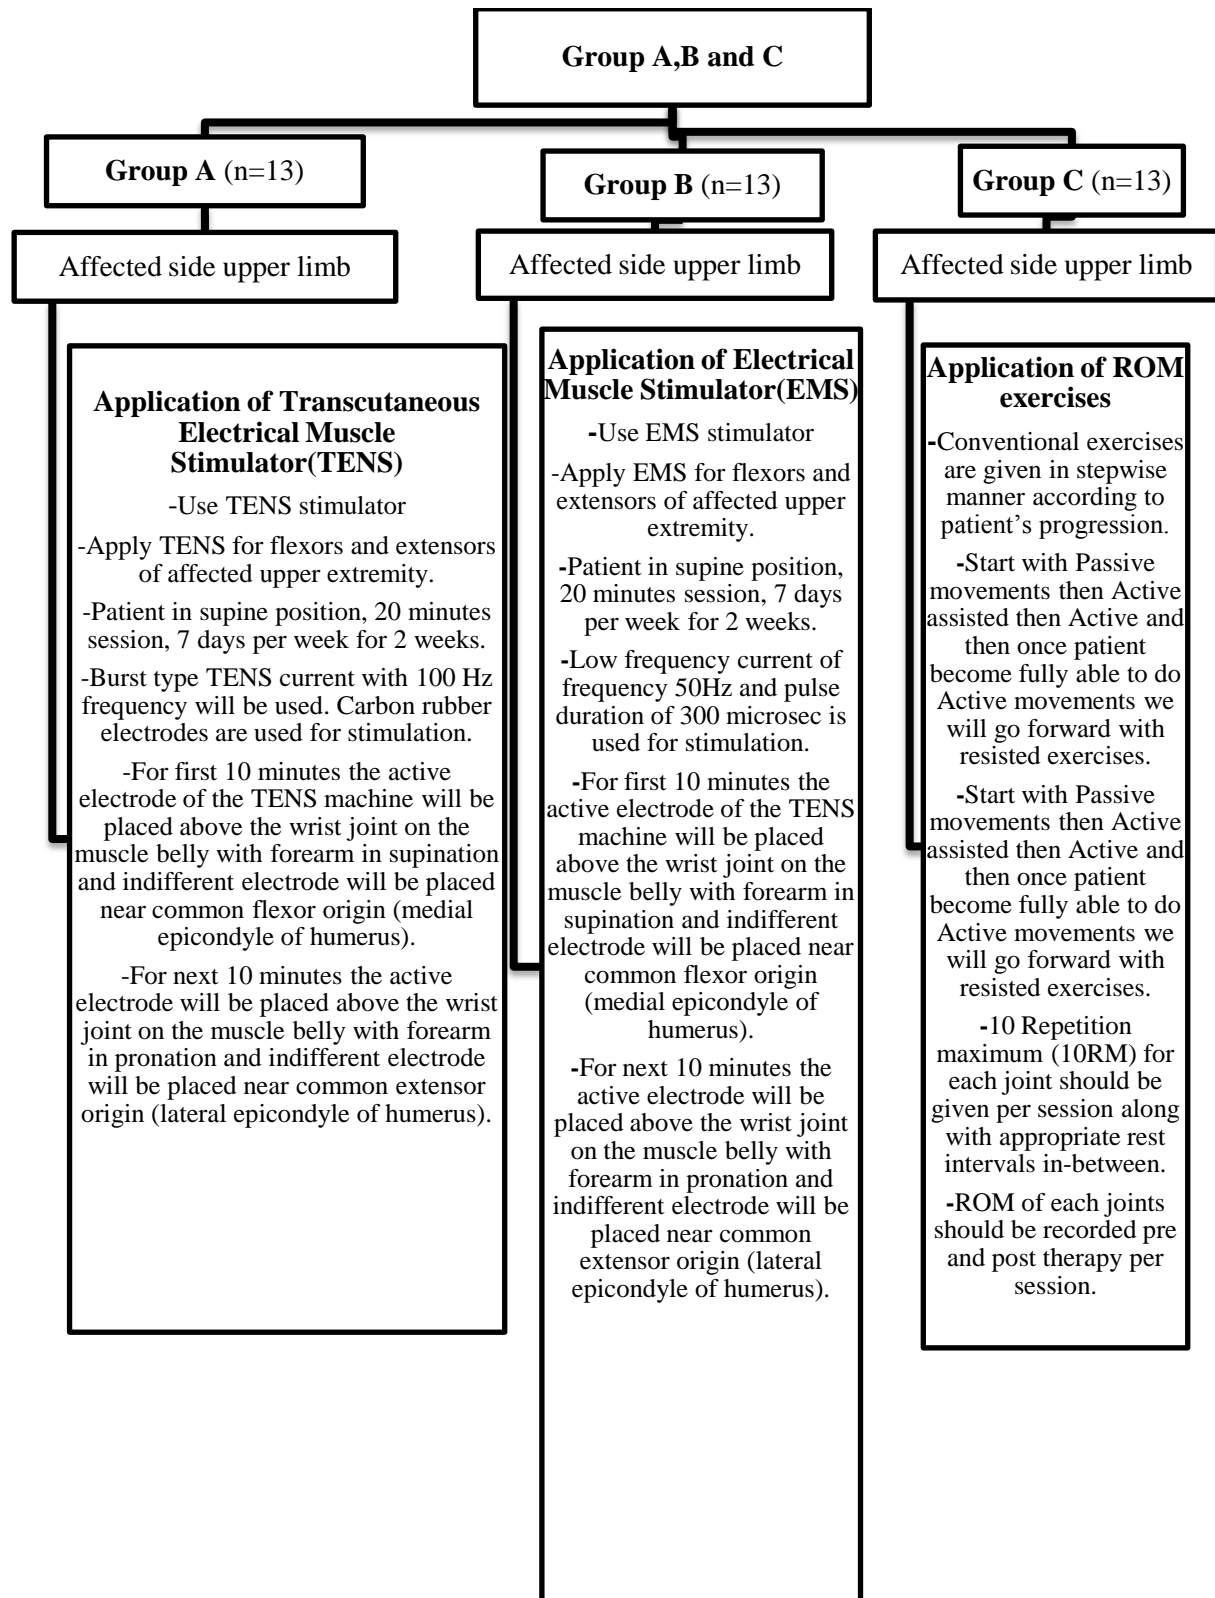 Group A,B and C
Group A (n=13)
Group B (n=13)
Group C (n=13)
Affected side upper limb
Affected side upper limb
Affected side upper limb
Application of Transcutaneous
Electrical Muscle
Stimulator(TENS)
-Use TENS stimulator
-Apply TENS for flexors and extensors
of affected upper extremity.
-Patient in supine position, 20 minutes
session, 7 days per week for 2 weeks.
-Burst type TENS current with 100 Hz
frequency will be used. Carbon rubber
electrodes are used for stimulation.
-For first 10 minutes the active
electrode of the TENS machine will be
placed above the wrist joint on the
muscle belly with forearm in supination
and indifferent electrode will be placed
near common flexor origin (medial
epicondyle of humerus).
-For next 10 minutes the active
electrode will be placed above the wrist
joint on the muscle belly with forearm
in pronation and indifferent electrode
will be placed near common extensor
origin (lateral epicondyle of humerus).
Application of Electrical
Muscle Stimulator(EMS)
-Use EMS stimulator
-Apply EMS for flexors and
extensors of affected upper
extremity.
-Patient in supine position,
20 minutes session, 7 days
per week for 2 weeks.
-Low frequency current of
frequency 50Hz and pulse
duration of 300 microsec is
used for stimulation.
-For first 10 minutes the
active electrode of the TENS
machine will be placed
above the wrist joint on the
muscle belly with forearm in
supination and indifferent
electrode will be placed near
common flexor origin
(medial epicondyle of
humerus).
-For next 10 minutes the
active electrode will be
placed above the wrist joint
on the muscle belly with
forearm in pronation and
indifferent electrode will be
placed near common
extensor origin (lateral
epicondyle of humerus).
Application of ROM
exercises
-Conventional exercises
are given in stepwise
manner according to
patient’s progression.
-Start with Passive
movements then Active
assisted then Active and
then once patient
become fully able to do
Active movements we
will go forward with
resisted exercises.
-Start with Passive
movements then Active
assisted then Active and
then once patient
become fully able to do
Active movements we
will go forward with
resisted exercises.
-10 Repetition
maximum (10RM) for
each joint should be
given per session along
with appropriate rest
intervals in-between.
-ROM of each joints
should be recorded pre
and post therapy per
session.